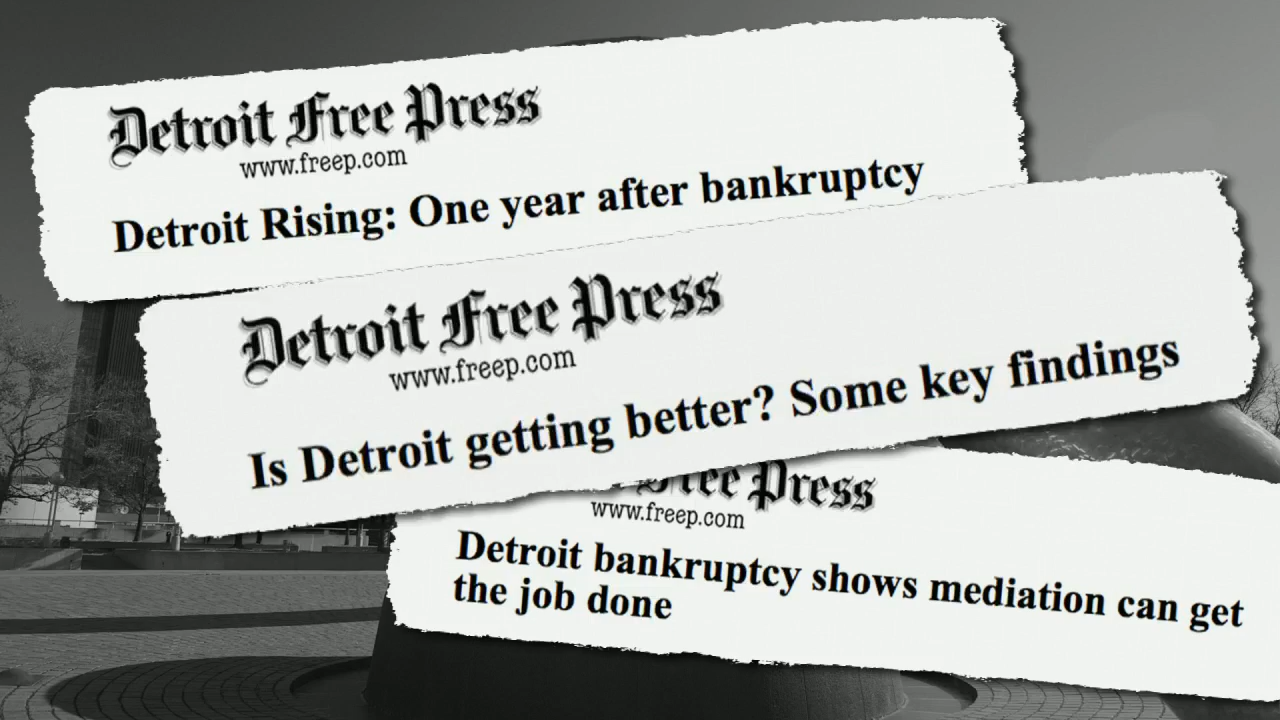 Detroit Free Press
www.freep.com
Detroit Rising: One year after bankruptcy
Detroit Free Press
www.freep.com
Is Detroit getting better? Some key findings
Free Press
www.freep.com
Detroit bankruptcy shows mediation can get
the job done